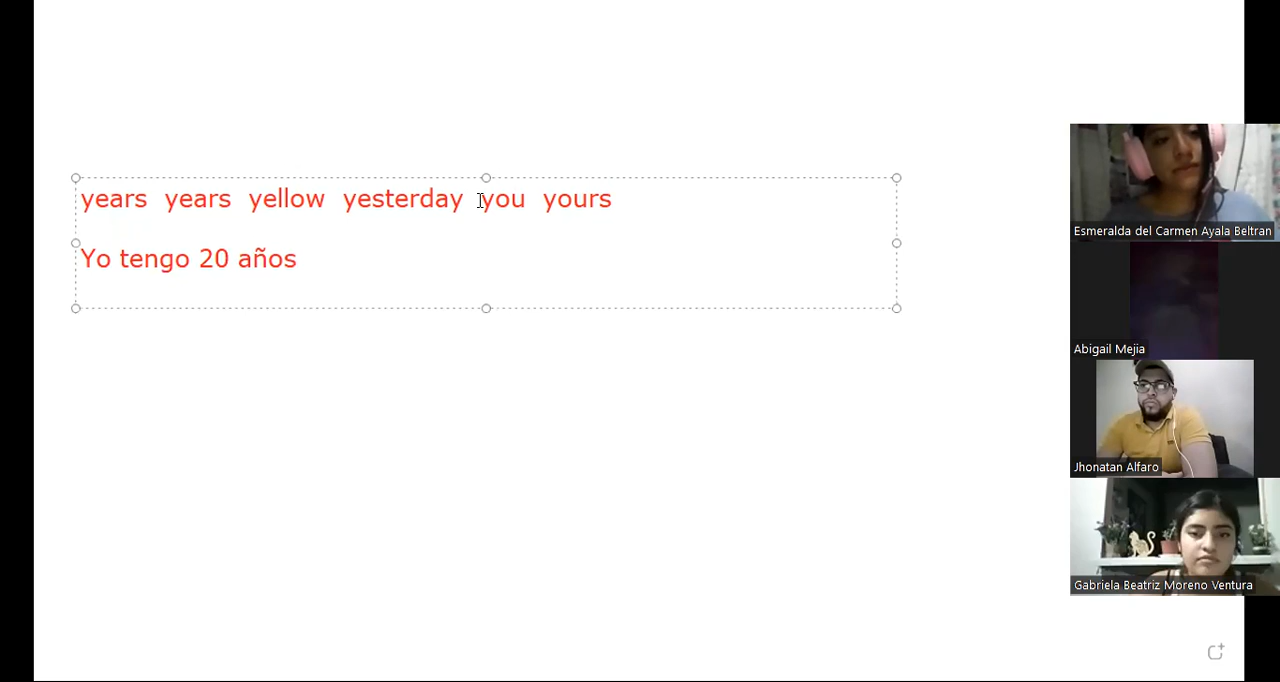 years years yellow yesterday you yours
Yo tengo 20 años
Esmeralda del Carmen Ayala Beltran
Abigail Mejia
Jhonatan Alfaro
Gabriela Beatriz Moreno Ventura